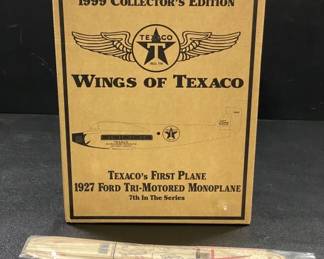 1999 Collector's Edition
TEXACO
T
Wings of Texaco
TEXACO
Texaco's First Plane
1927 Ford Tri-Motored Monoplane
7th in the Series